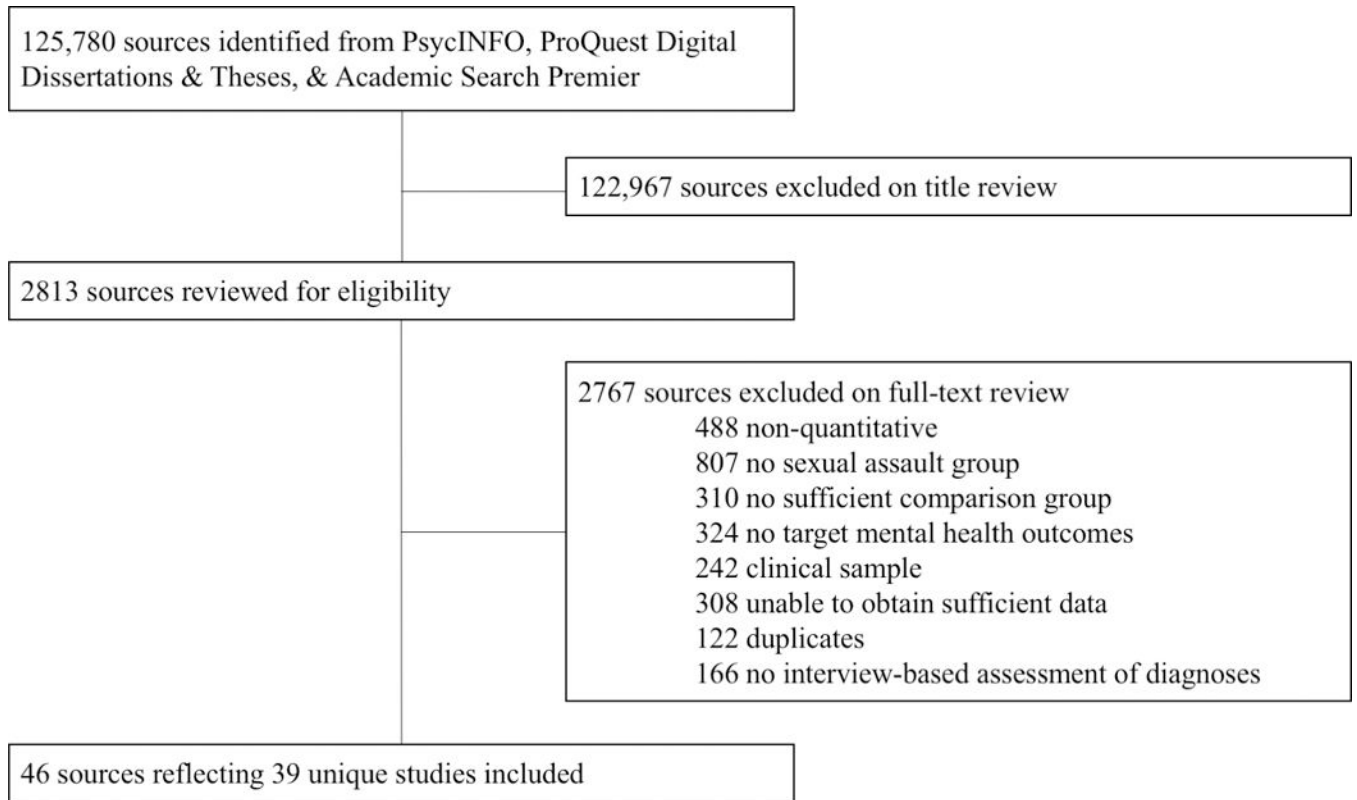 125,780 sources identified from PsycINFO, ProQuest Digital
Dissertations & Theses, & Academic Search Premier
122,967 sources excluded on title review
2813 sources reviewed for eligibility
2767 sources excluded on full-text review
488 non-quantitative
807 no sexual assault group
310 no sufficient comparison group
324 no target mental health outcomes
242 clinical sample
308 unable to obtain sufficient data
122 duplicates
166 no interview-based assessment of diagnoses
46 sources reflecting 39 unique studies included